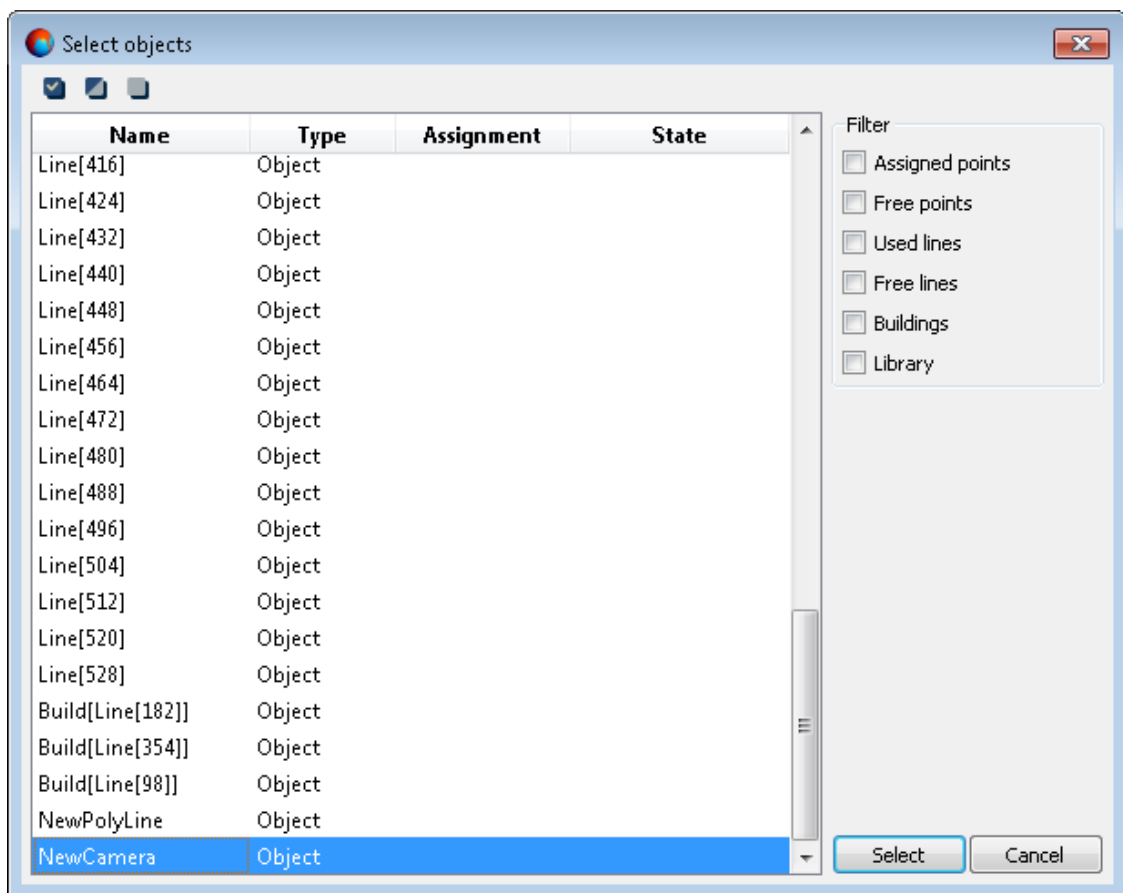 Select objects
Name Type Assignment State
Line[416] Object
Line[424] Object
Line[432] Object
Line[440] Object
Line[448] Object
Line[456] Object
Line[464] Object
Line[472] Object
Line[480] Object
Line[488] Object
Line[496] Object
Line[504] Object
Line[512] Object
Line[520] Object
Line[528] Object
Build[Line[182]] Object
Build[Line[354]] Object
Build[Line[98]] Object
NewPolyLine Object
NewCamera Object
Filter
Assigned points
Free points
Used lines
Free lines
Buildings
Library
Select Cancel